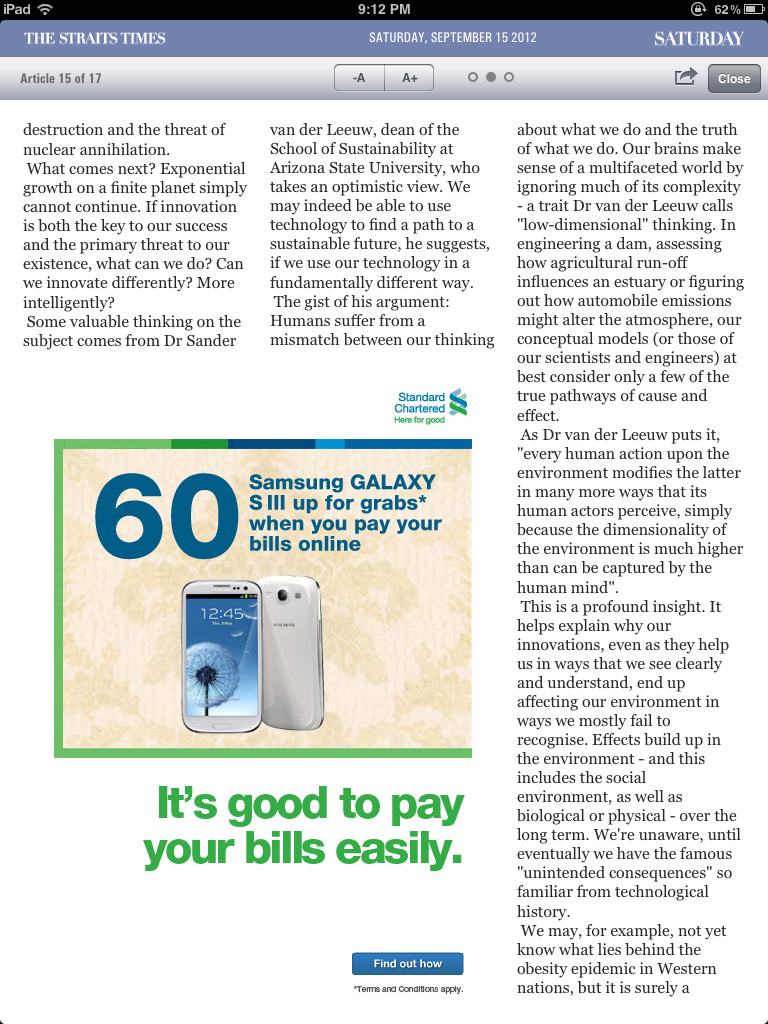 iPad 9:12 PM 62%
THE STRAITS TIMES SATURDAY, SEPTEMBER 15 2012 SATURDAY
Article 15 of 17 -A A+ Close
destruction and the threat of
nuclear annihilation.
What comes next? Exponential
growth on a finite planet simply
cannot continue. If innovation
is both the key to our success
and the primary threat to our
existence, what can we do? Can
we innovate differently? More
intelligently?
Some valuable thinking on the
subject comes from Dr Sander
van der Leeuw, dean of the
School of Sustainability at
Arizona State University, who
takes an optimistic view. We
may indeed be able to use
technology to find a path to a
sustainable future, he suggests,
if we use our technology in a
fundamentally different way.
The gist of his argument:
Humans suffer from a
mismatch between our thinking
about what we do and the truth
of what we do. Our brains make
sense of a multifaceted world by
ignoring much of its complexity
- a trait Dr van der Leeuw calls
"low-dimensional" thinking. In
engineering a dam, assessing
how agricultural run-off
influences an estuary or figuring
out how automobile emissions
might alter the atmosphere, our
conceptual models (or those of
our scientists and engineers) at
best consider only a few of the
true pathways of cause and
effect.
As Dr van der Leeuw puts it,
"every human action upon the
environment modifies the latter
in many more ways that its
human actors perceive, simply
because the dimensionality of
the environment is much higher
than can be captured by the
human mind".
This is a profound insight. It
helps explain why our
innovations, even as they help
us in ways that we see clearly
and understand, end up
affecting our environment in
ways we mostly fail to
recognise. Effects build up in
the environment - and this
includes the social
environment, as well as
biological or physical - over the
long term. We're unaware, until
eventually we have the famous
"unintended consequences" so
familiar from technological
history.
We may, for example, not yet
know what lies behind the
obesity epidemic in Western
nations, but it is surely a
Standard
Chartered
Here for good
60
Samsung GALAXY
S III up for grabs*
when you pay your
bills online
12:45
SAMSUNG
It's good to pay
your bills easily.
Find out how
*Terms and Conditions apply.